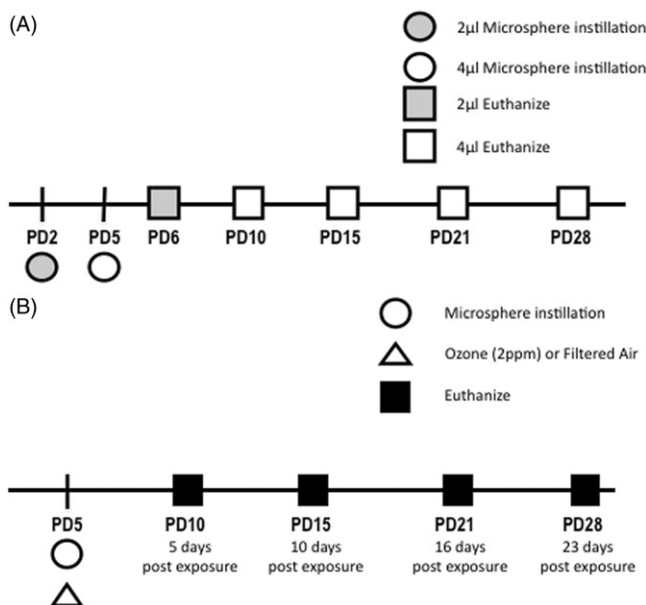 (A)
2µl Microsphere instillation
4µl Microsphere instillation
2µl Euthanize
4µl Euthanize
PD2 PD5 PD6 PD10 PD15 PD21 PD28
(B)
Microsphere instillation
Ozone (2ppm) or Filtered Air
Euthanize
PD5 PD10 PD15 PD21 PD28
5 days 10 days 16 days 23 days
post exposure post exposure post exposure post exposure